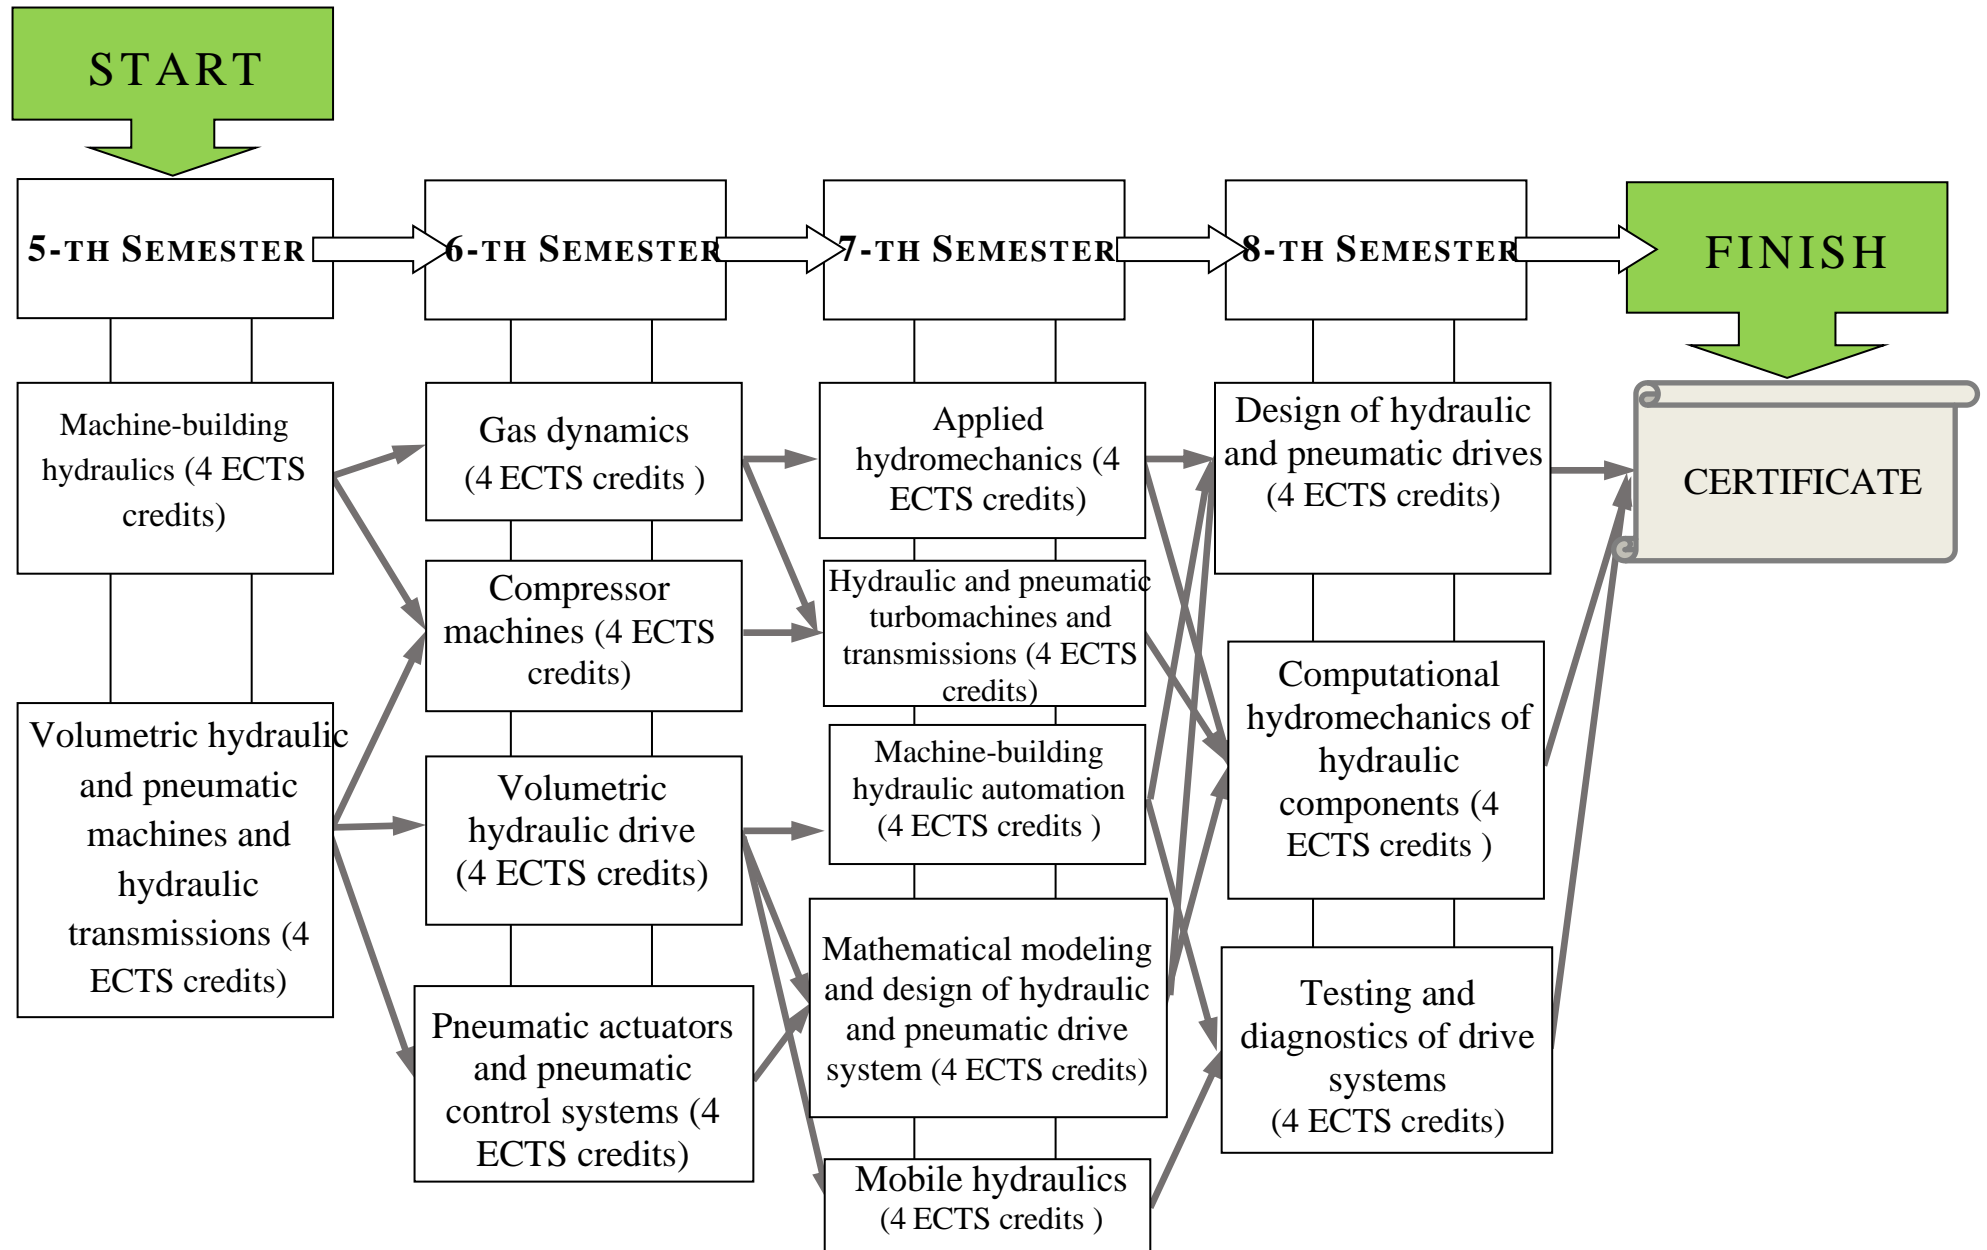 START
5-TH SEMESTER
6-TH SEMESTER
7-TH SEMESTER
8-TH SEMESTER
FINISH
Machine-building
hydraulics (4 ECTS
credits)
Volumetric hydraulic
and pneumatic
machines and
hydraulic
transmissions (4
ECTS credits)
Gas dynamics
(4 ECTS credits )
Compressor
machines (4 ECTS
credits)
Volumetric
hydraulic drive
(4 ECTS credits)
Pneumatic actuators
and pneumatic
control systems (4
ECTS credits)
Applied
hydromechanics (4
ECTS credits)
Hydraulic and pneumatic
turbomachines and
transmissions (4 ECTS
credits)
Machine-building
hydraulic automation
(4 ECTS credits )
Mathematical modeling
and design of hydraulic
and pneumatic drive
system (4 ECTS credits)
Mobile hydraulics
(4 ECTS credits )
Design of hydraulic
and pneumatic drives
(4 ECTS credits)
Computational
hydromechanics of
hydraulic
components (4
ECTS credits )
Testing and
diagnostics of drive
systems
(4 ECTS credits)
CERTIFICATE